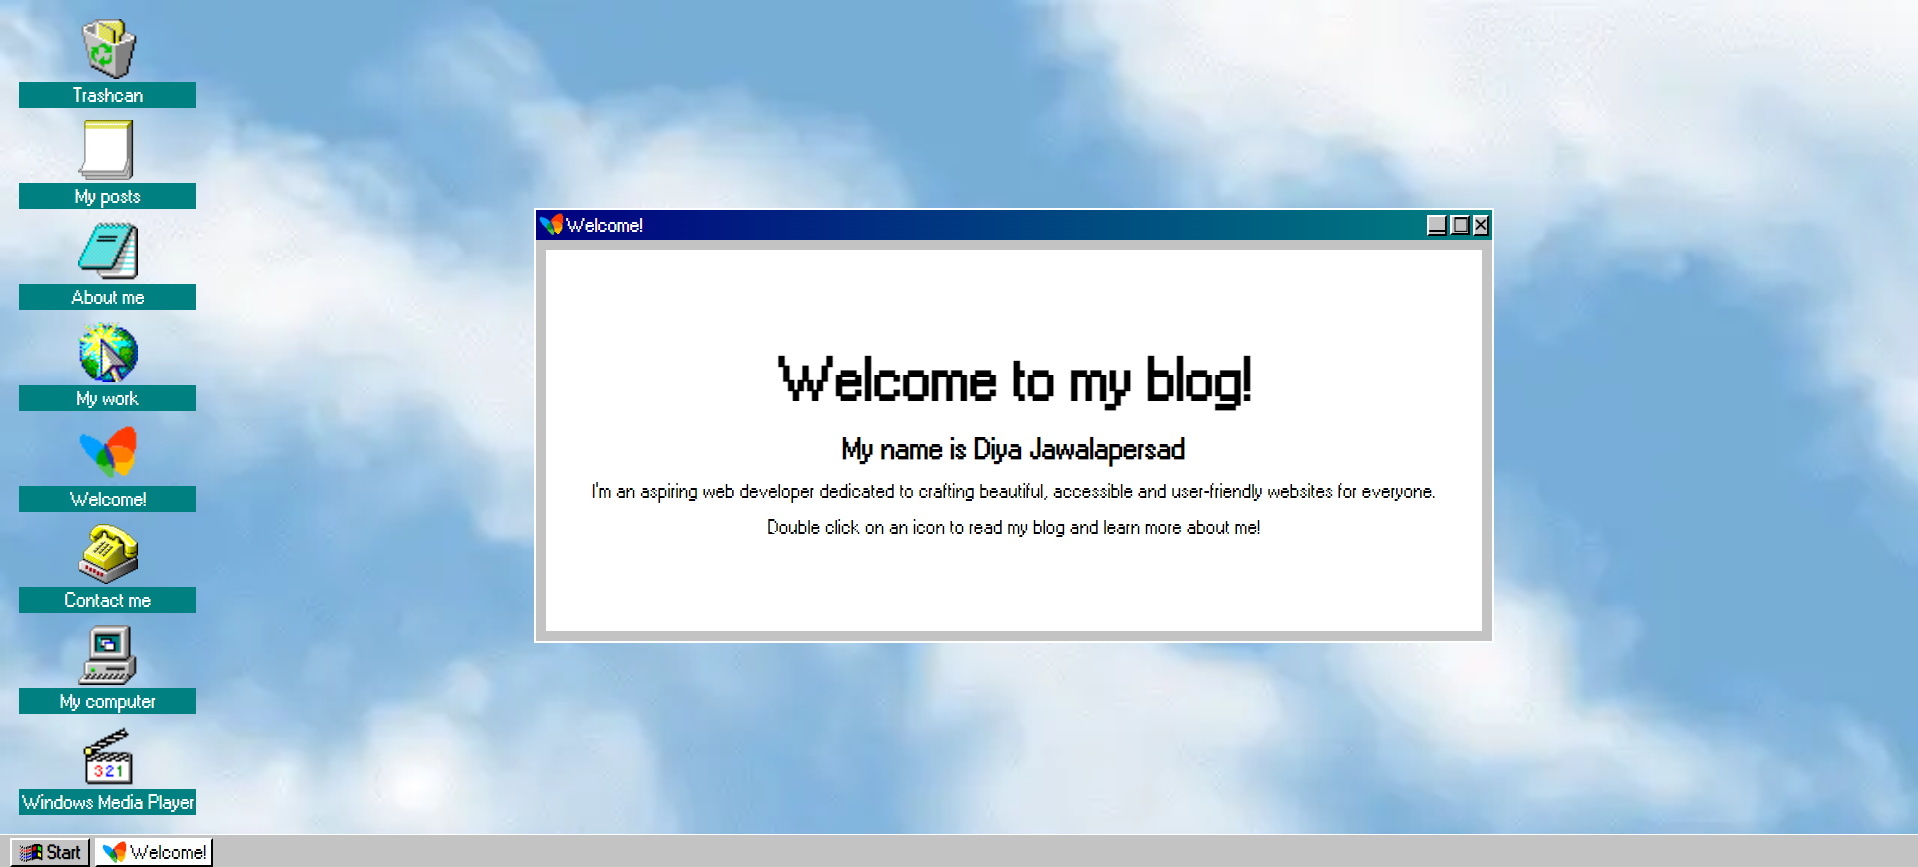 Trashcan
My posts
About me
My work
Welcome!
Contact me
My computer
321
Windows Media Player
Welcome!
Welcome to my blog!
My name is Diya Jawalapersad
I'm an aspiring web developer dedicated to crafting beautiful, accessible and user-friendly websites for everyone.
Double click on an icon to read my blog and learn more about me!
Start
Welcome!